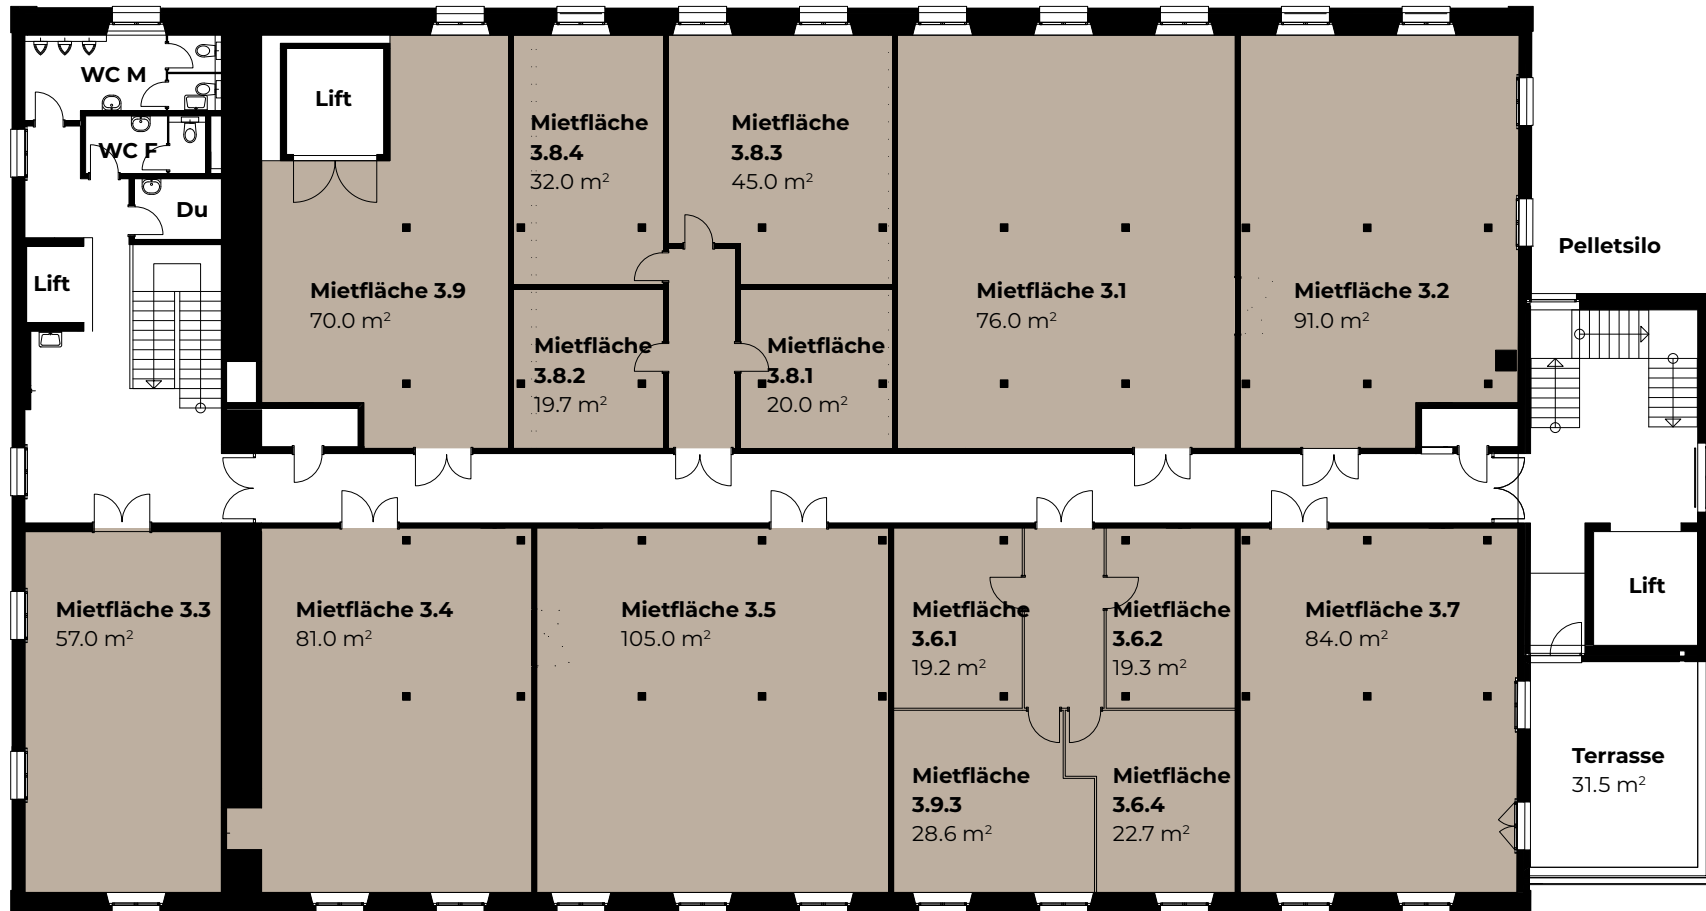 WC M
Lift
Mietfläche
3.8.4
32.0 m²
Mietfläche
3.8.3
45.0 m²
WC F
Du
Pelletsilo
Lift
Mietfläche 3.9
70.0 m²
Mietfläche 3.1
76.0 m²
Mietfläche 3.2
91.0 m²
Mietfläche
3.8.2
19.7 m²
Mietfläche
3.8.1
20.0 m²
Mietfläche 3.3
57.0 m²
Mietfläche 3.4
81.0 m²
Mietfläche 3.5
105.0 m²
Mietfläche
3.6.1
19.2 m²
Mietfläche
3.6.2
19.3 m²
Mietfläche 3.7
84.0 m²
Lift
Mietfläche
3.9.3
28.6 m²
Mietfläche
3.6.4
22.7 m²
Terrasse
31.5 m²